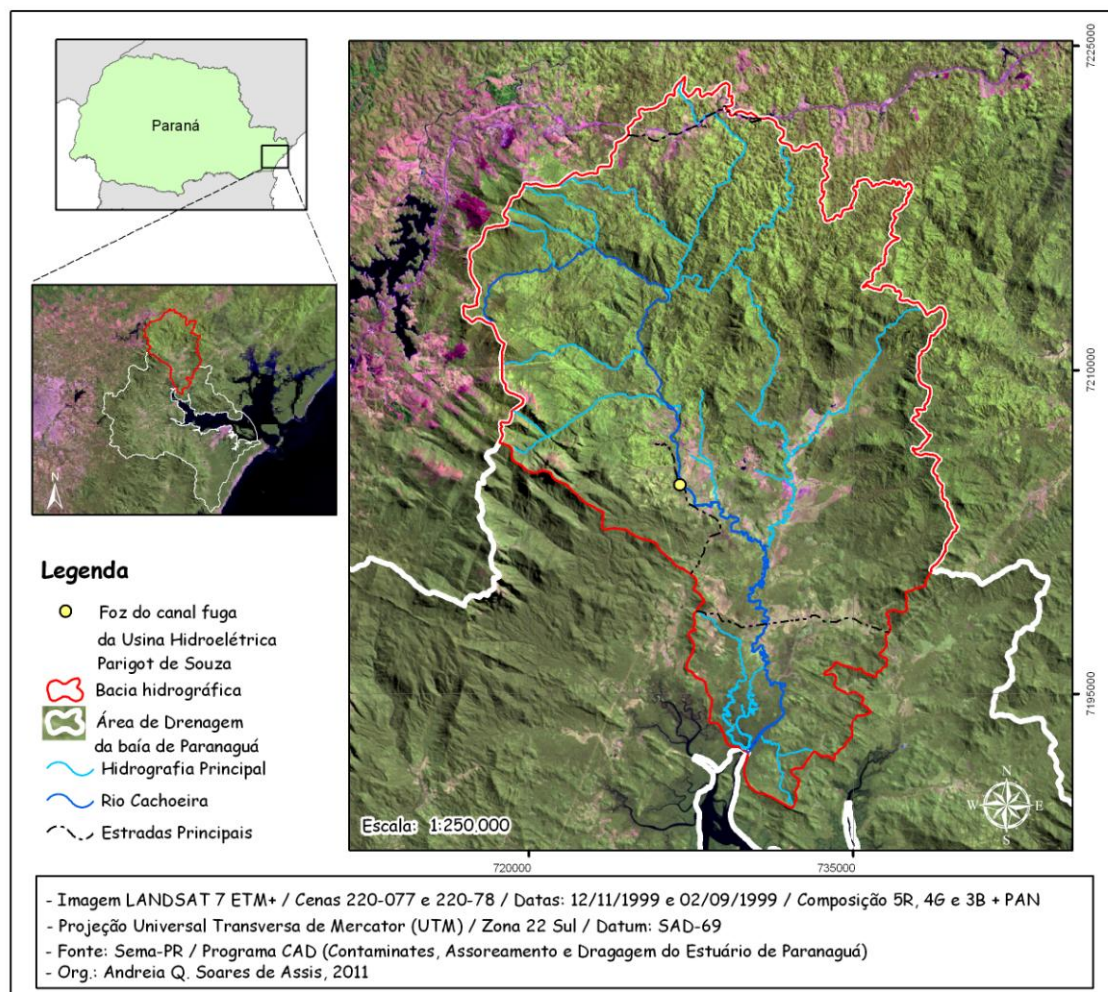 Paraná
N
Legenda
Foz do canal fuga
da Usina Hidroelétrica
Parigot de Souza
Bacia hidrográfica
Área de Drenagem
da baía de Paranaguá
Hidrografia Principal
Rio Cachoeira
Estradas Principais
7225000
7210000
7195000
N
W
E
S
Escala: 1:250.000
720000
735000
- Imagem LANDSAT 7 ETM+ / Cenas 220-077 e 220-78 / Datas: 12/11/1999 e 02/09/1999 / Composição 5R, 4G e 3B + PAN
- Projeção Universal Transversa de Mercator (UTM) / Zona 22 Sul / Datum: SAD-69
- Fonte: Sema-PR / Programa CAD (Contaminates, Assoreamento e Dragagem do Estuário de Paranaguá)
- Org.: Andreia Q. Soares de Assis, 2011